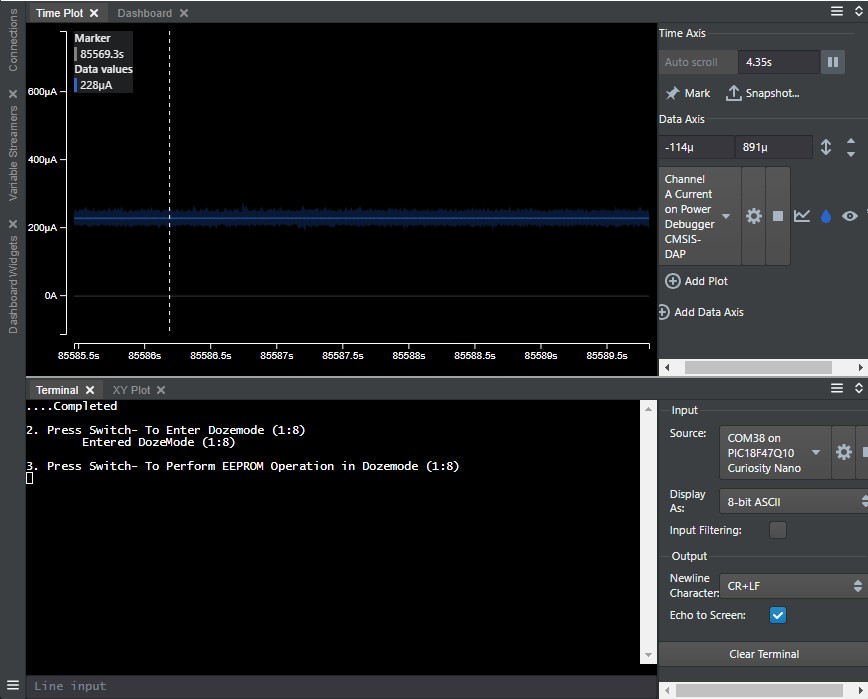 Connections
Variable Streamers
Dashboard Widgets
Time Plot
Dashboard
Marker
85569.3s
Data values
228µA
600µA
400µA
200µA
0A
85585.5s 85586s 85586.5s 85587s 85587.5s 85588s 85588.5s 85589s 85589.5s
Time Axis
Auto scroll 4.35s
Mark Snapshot...
Data Axis
-114µ 891µ
Channel
A Current
on Power
Debugger
CMSIS-
DAP
Add Plot
Add Data Axis
Terminal
XY Plot
....Completed
2. Press Switch- To Enter Dozemode (1:8)
Entered DozeMode (1:8)
3. Press Switch- To Perform EEPROM Operation in Dozemode (1:8)
Line input
Input
Source:
COM38 on
PIC18F47Q10
Curiosity Nano
Display
As:
8-bit ASCII
Input Filtering:
Output
Newline
Character:
CR+LF
Echo to Screen:
Clear Terminal